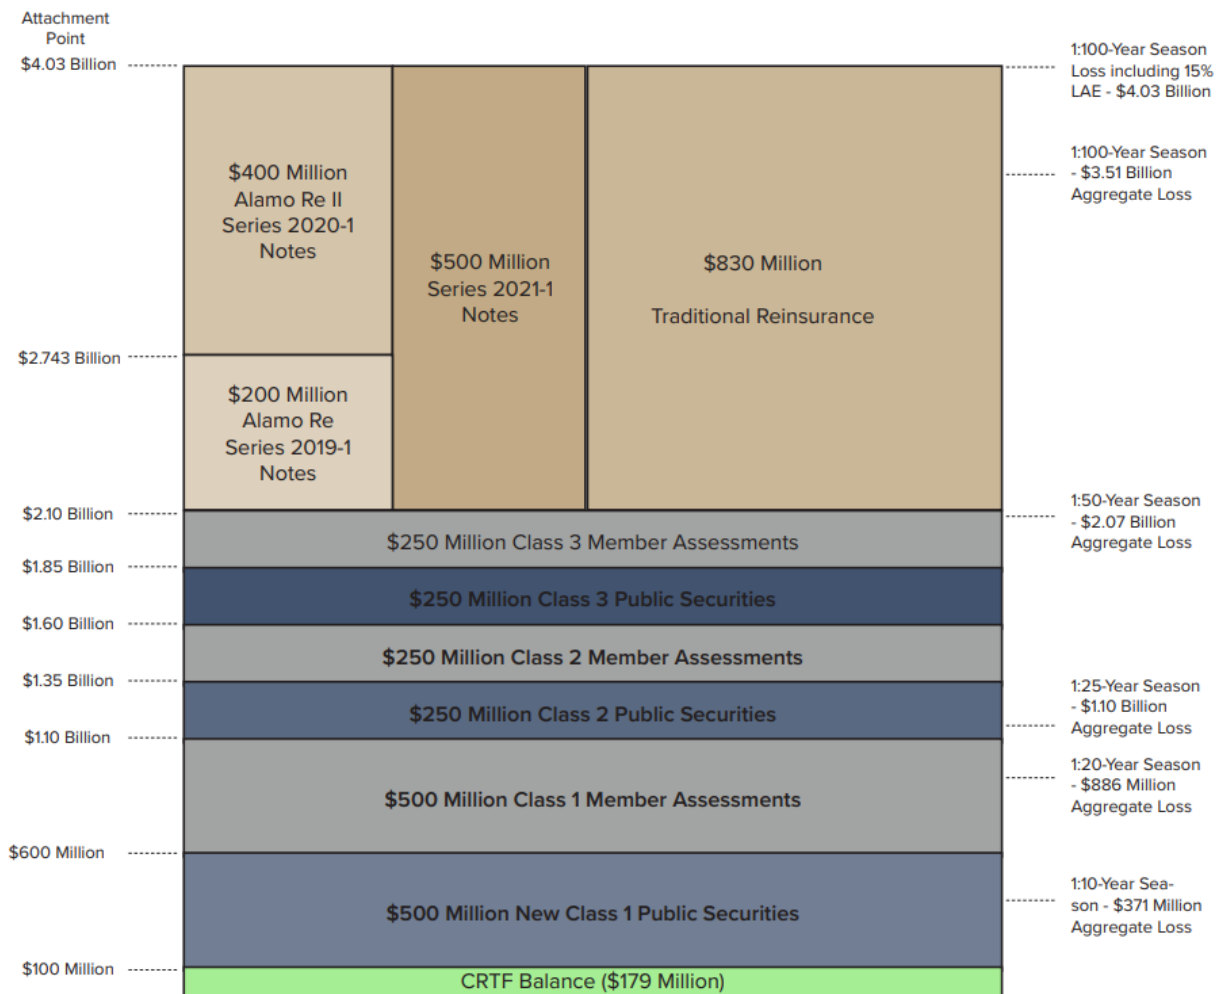 Attachment
Point
$4.03 Billion
$2.743 Billion
$2.10 Billion
$1.85 Billion
$1.60 Billion
$1.35 Billion
$1.10 Billion
$600 Million
$100 Million
$400 Million
Alamo Re II
Series 2020-1
Notes
$200 Million
Alamo Re
Series 2019-1
Notes
$500 Million
Series 2021-1
Notes
$830 Million
Traditional Reinsurance
$250 Million Class 3 Member Assessments
$250 Million Class 3 Public Securities
$250 Million Class 2 Member Assessments
$250 Million Class 2 Public Securities
$500 Million Class 1 Member Assessments
$500 Million New Class 1 Public Securities
CRTF Balance ($179 Million)
1:100-Year Season
Loss including 15%
LAE - $4.03 Billion
1:100-Year Season
- $3.51 Billion
Aggregate Loss
1:50-Year Season
- $2.07 Billion
Aggregate Loss
1:25-Year Season
- $1.10 Billion
Aggregate Loss
1:20-Year Season
- $886 Million
Aggregate Loss
1:10-Year Sea-
son - $371 Million
Aggregate Loss